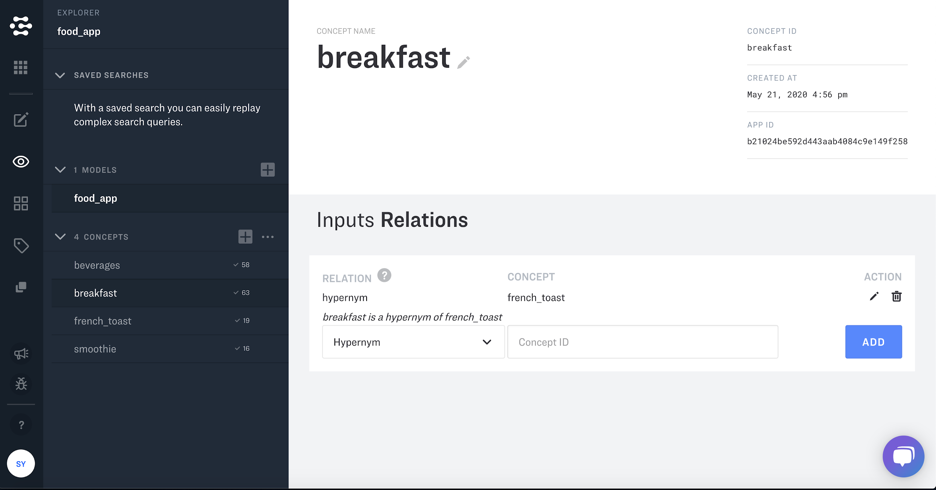 EXPLORER
food_app
SAVED SEARCHES
With a saved search you can easily replay
complex search queries.
1 MODELS
food_app
4 CONCEPTS
beverages 58
breakfast 63
french_toast 19
smoothie 16
?
SY
CONCEPT NAME
breakfast
CONCEPT ID
breakfast
CREATED AT
May 21, 2020 4:56 pm
APP ID
b21024be592d443aab4084c9e149f258
Inputs Relations
RELATION ? CONCEPT ACTION
hypernym french_toast
breakfast is a hypernym of french_toast
Hypernym Concept ID ADD